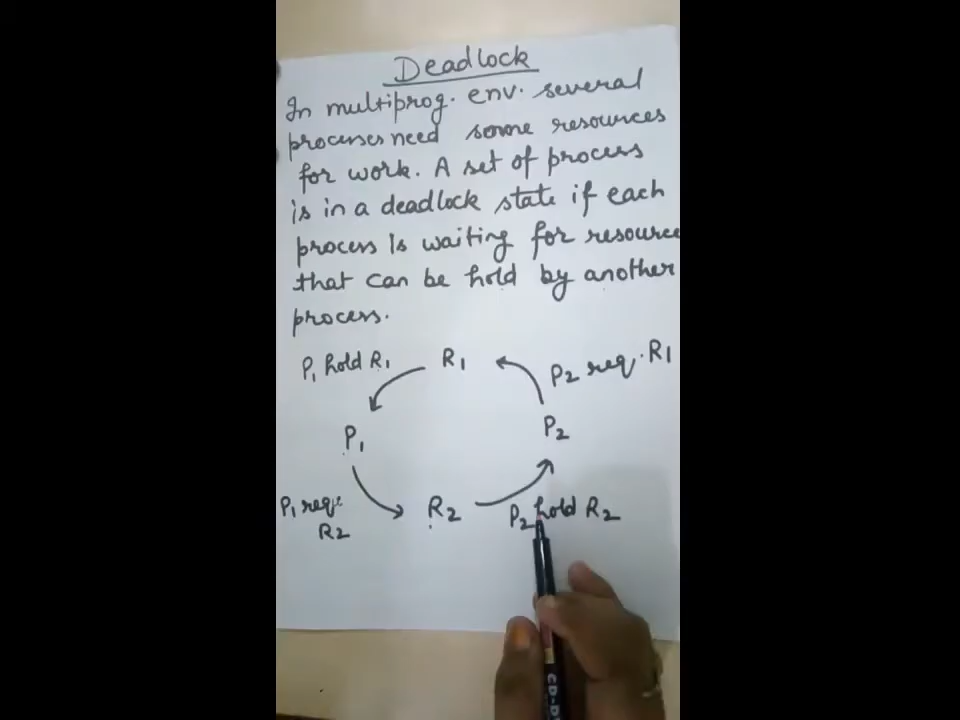 Deadlock
In multiprog. env. several
processes need some resources
for work. A set of process
is in a deadlock state if each
process is waiting for resource
that can be hold by another
process.
P1 hold R1
R1
P2 req. R1
P1
P2
P1 req.
R2
R2
P2 hold R2
CD-D